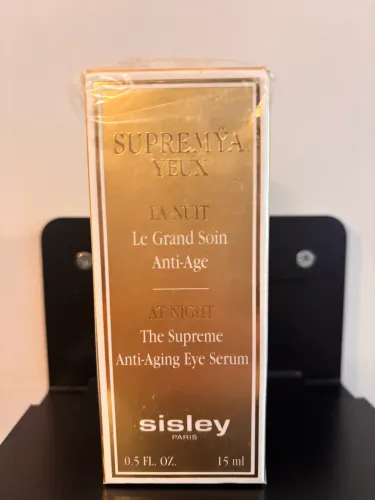 SUPREMŸA
YEUX
LA NUIT
Le Grand Soin
Anti-Age
AT NIGHT
The Supreme
Anti-Aging Eye Serum
sisley
PARIS
0.5 FL. OZ. 15 ml